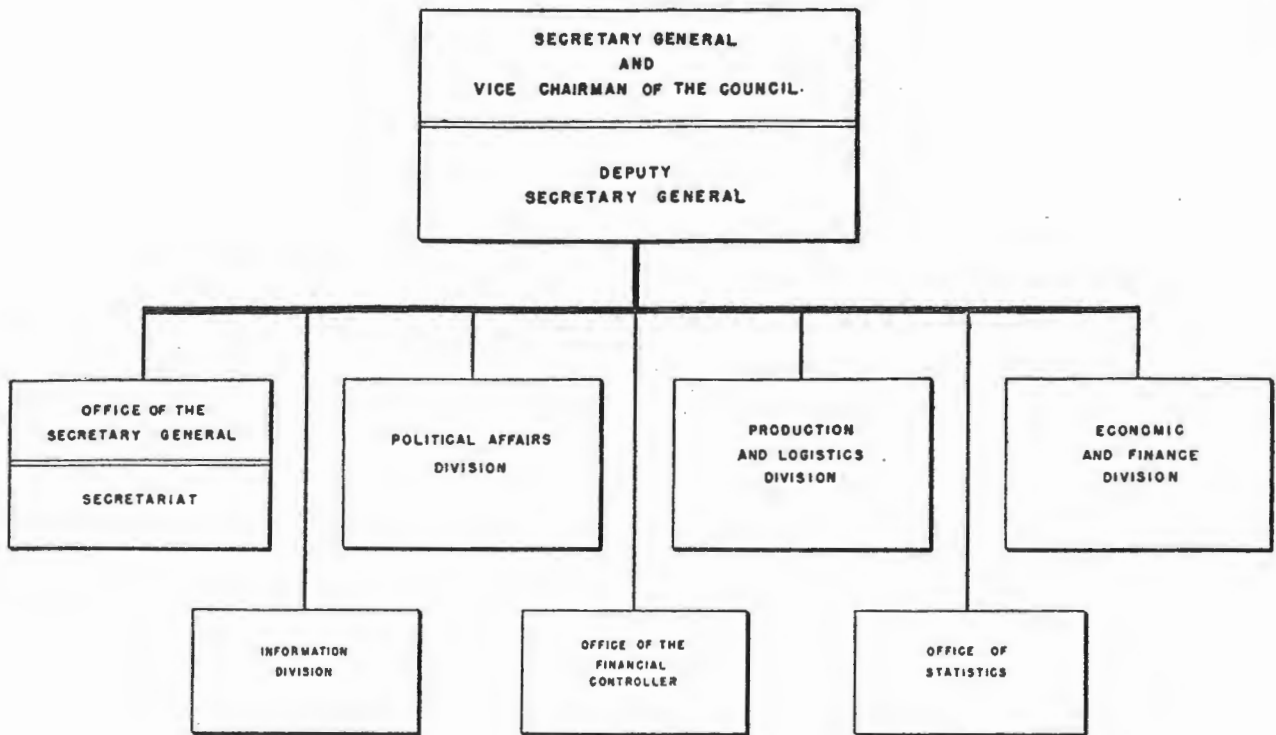 SECRETARY GENERAL
AND
VICE CHAIRMAN OF THE COUNCIL.
DEPUTY
SECRETARY GENERAL
OFFICE OF THE
SECRETARY GENERAL
SECRETARIAT
POLITICAL AFFAIRS
DIVISION
PRODUCTION
AND LOGISTICS
DIVISION
ECONOMIC
AND FINANCE
DIVISION
INFORMATION
DIVISION
OFFICE OF THE
FINANCIAL
CONTROLLER
OFFICE OF
STATISTICS